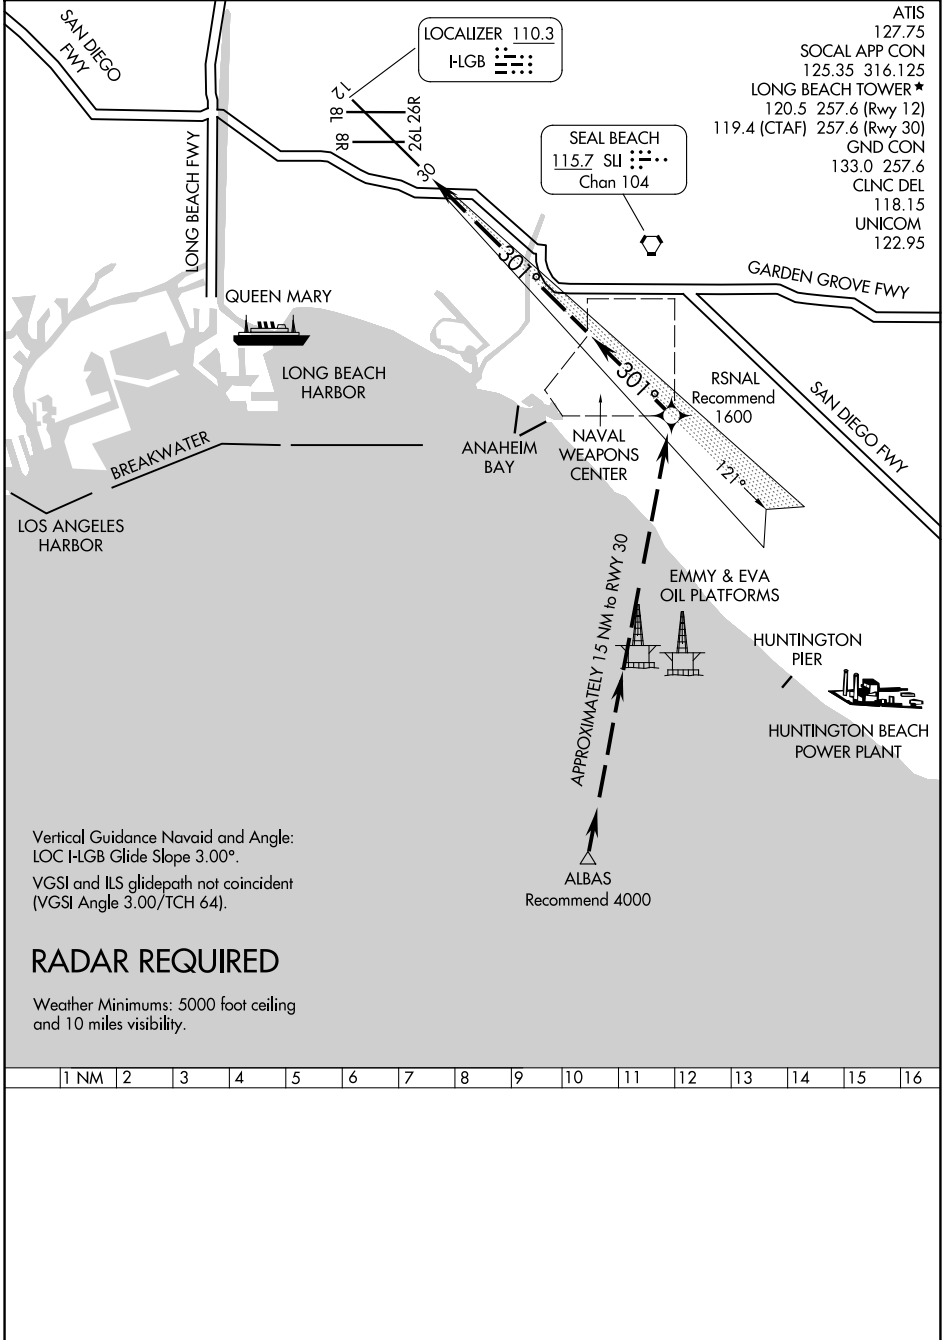 ATIS
127.75
SOCAL APP CON
125.35 316.125
LONG BEACH TOWER★
120.5 257.6 (Rwy 12)
119.4 (CTAF) 257.6 (Rwy 30)
GND CON
133.0 257.6
CLNC DEL
118.15
UNICOM
122.95
SAN DIEGO
FWY
LOCALIZER 110.3
I-LGB
12
8L
26R
8R
26L
30
LONG BEACH FWY
SEAL BEACH
115.7 SLI
Chan 104
GARDEN GROVE FWY
301°
QUEEN MARY
LONG BEACH
HARBOR
301°
RSNAL
Recommend
1600
SAN DIEGO FWY
BREAKWATER
ANAHEIM
BAY
NAVAL
WEAPONS
CENTER
121°
LOS ANGELES
HARBOR
APPROXIMATELY 15 NM to RWY 30
EMMY & EVA
OIL PLATFORMS
HUNTINGTON
PIER
HUNTINGTON BEACH
POWER PLANT
ALBAS
Recommend 4000
Vertical Guidance Navaid and Angle:
LOC I-LGB Glide Slope 3.00°.
VGSI and ILS glidepath not coincident
(VGSI Angle 3.00/TCH 64).
RADAR REQUIRED
Weather Minimums: 5000 foot ceiling
and 10 miles visibility.
1 NM 2 3 4 5 6 7 8 9 10 11 12 13 14 15 16